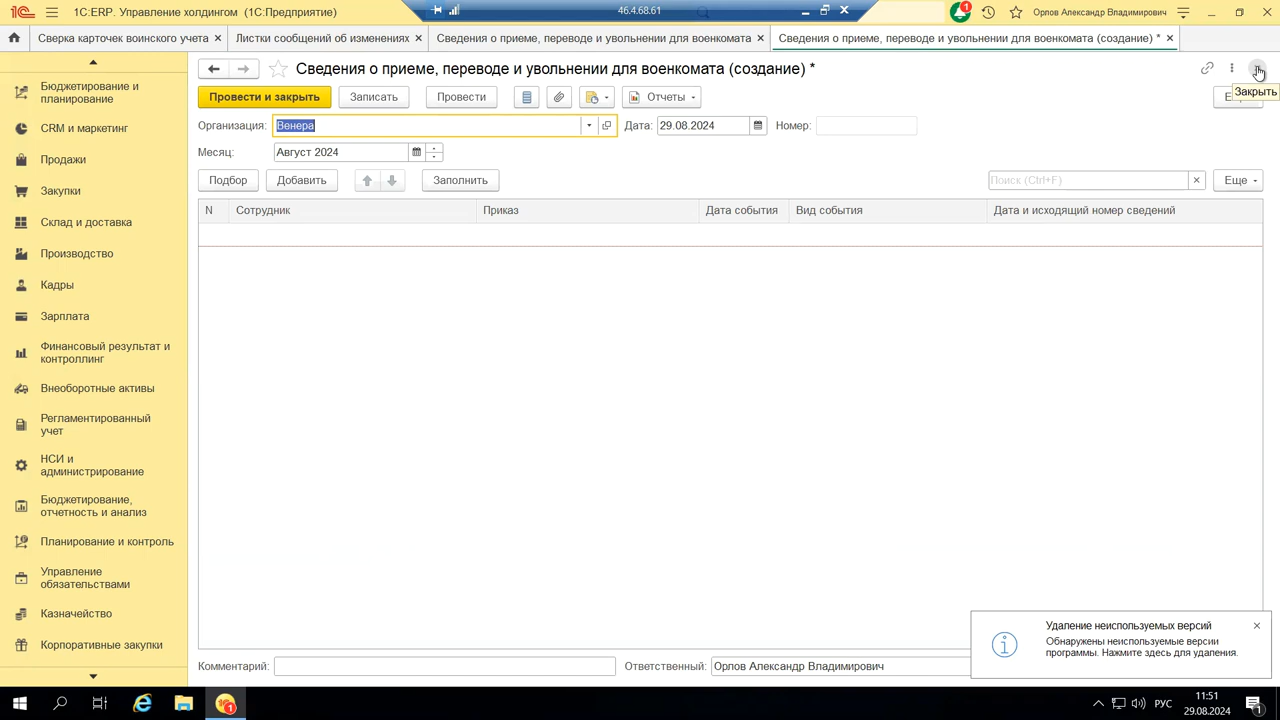 1С:ERP. Управление холдингом (1С:Предприятие)
46.4.68.61
1
Орлов Александр Владимирович
Сверка карточек воинского учета
Листки сообщений об изменениях
Сведения о приеме, переводе и увольнении для военкомата
Сведения о приеме, переводе и увольнении для военкомата (создание) *
Бюджетирование и
планирование
CRM и маркетинг
Продажи
Закупки
Склад и доставка
Производство
Кадры
Зарплата
Финансовый результат и
контроллинг
Внеоборотные активы
Регламентированный
учет
НСИ и
администрирование
Бюджетирование,
отчетность и анализ
Планирование и контроль
Управление
обязательствами
Казначейство
Корпоративные закупки
Сведения о приеме, переводе и увольнении для военкомата (создание) *
Закрыть
Провести и закрыть
Записать
Провести
Отчеты
Организация:
Венера
Дата:
29.08.2024
Номер:
Месяц:
Август 2024
Подбор
Добавить
Заполнить
Поиск (Ctrl+F)
Еще
N
Сотрудник
Приказ
Дата события
Вид события
Дата и исходящий номер сведений
Удаление неиспользуемых версий
Обнаружены неиспользуемые версии
программы. Нажмите здесь для удаления.
Комментарий:
Ответственный:
Орлов Александр Владимирович
РУС
11:51
29.08.2024
1